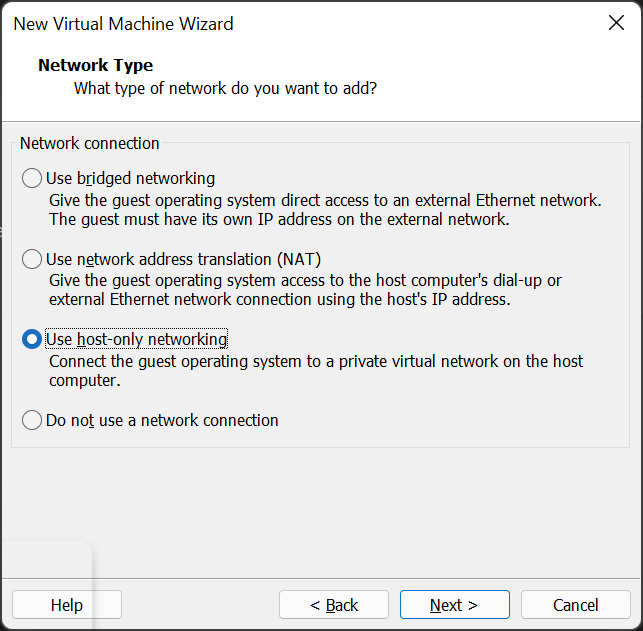 New Virtual Machine Wizard
Network Type
What type of network do you want to add?
Network connection
Use bridged networking
Give the guest operating system direct access to an external Ethernet network.
The guest must have its own IP address on the external network.
Use network address translation (NAT)
Give the guest operating system access to the host computer's dial-up or
external Ethernet network connection using the host's IP address.
Use host-only networking
Connect the guest operating system to a private virtual network on the host
computer.
Do not use a network connection
Help
< Back
Next >
Cancel